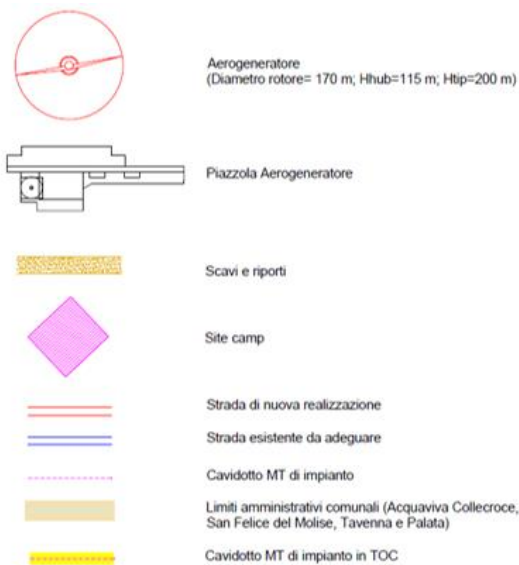 Aerogeneratore
(Diametro rotore= 170 m; Hhub=115 m; Htip=200 m)
Piazzola Aerogeneratore
Scavi e riporti
Site camp
Strada di nuova realizzazione
Strada esistente da adeguare
Cavidotto MT di impianto
Limiti amministrativi comunali (Acquaviva Collecroce,
San Felice del Molise, Tavenna e Palata)
Cavidotto MT di impianto in TOC